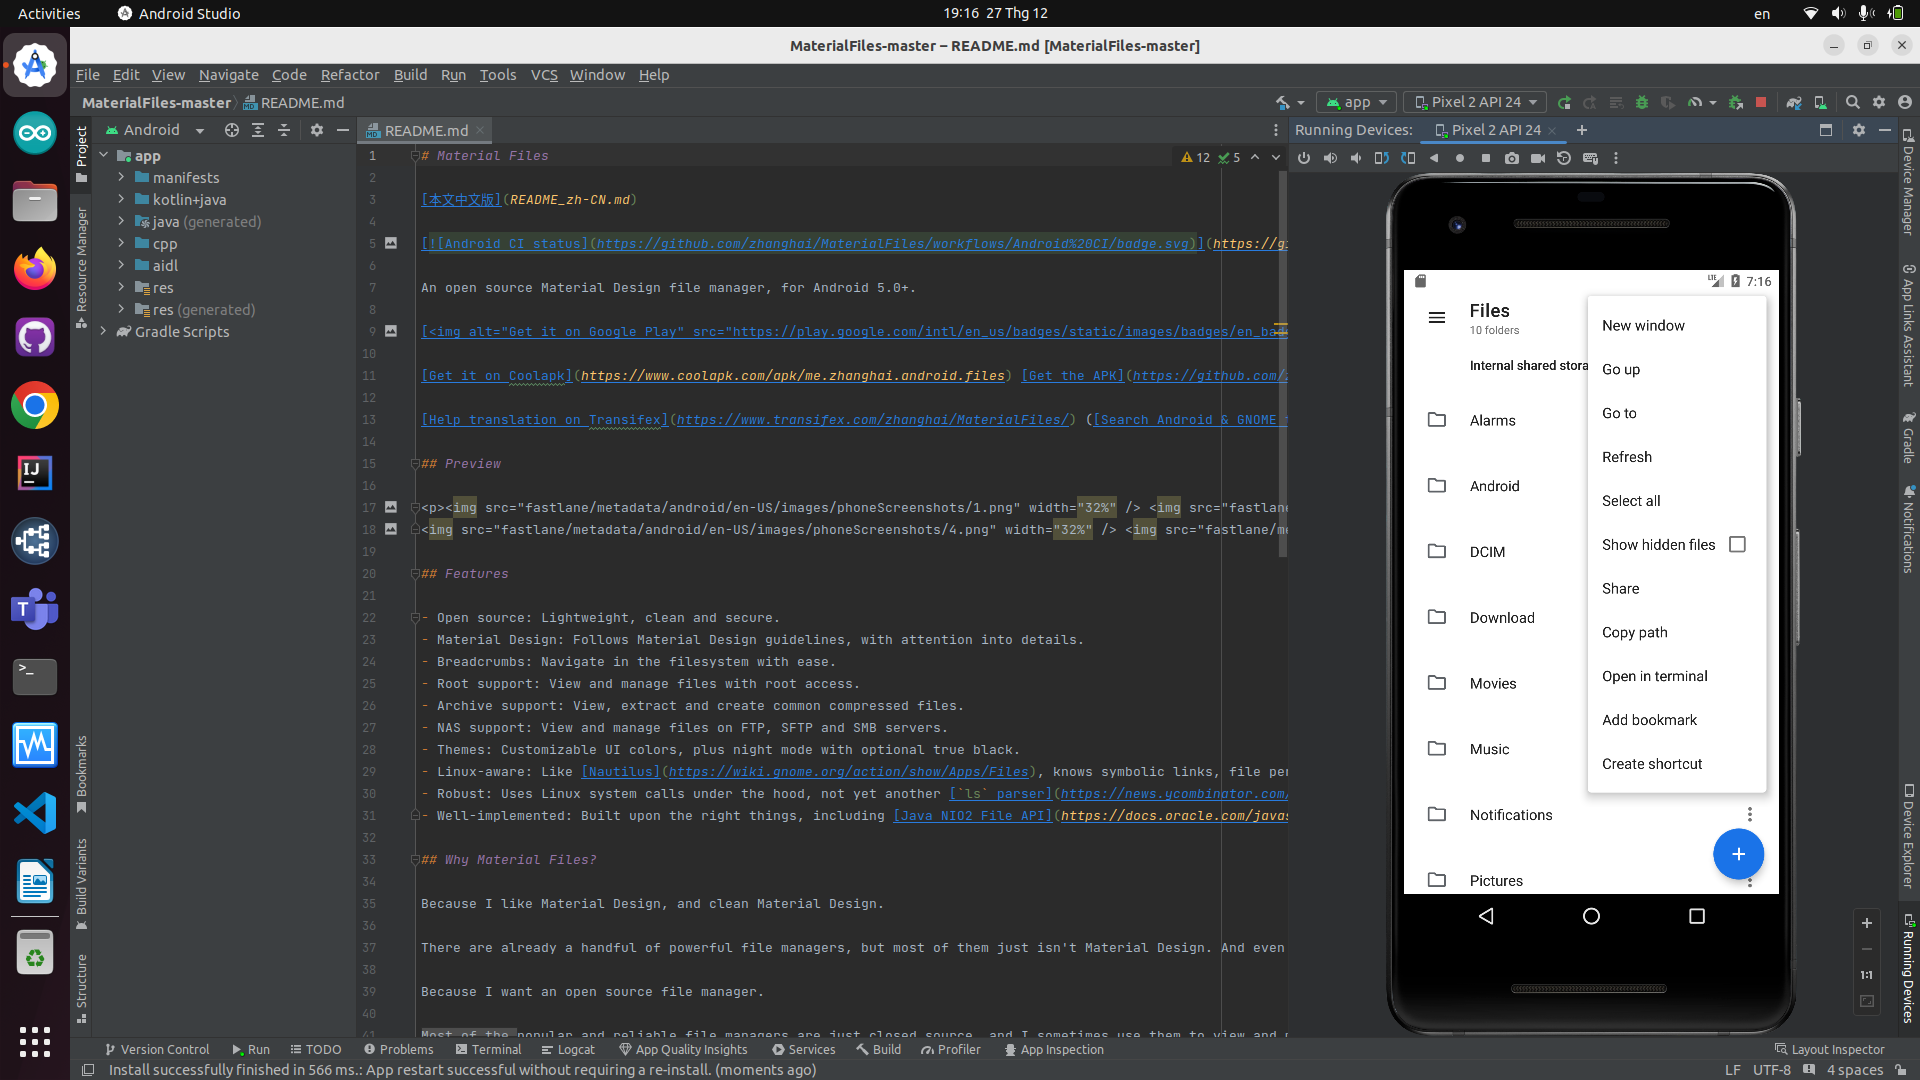 Activities
Android Studio
19:16 27 Thg 12
en
MaterialFiles-master – README.md [MaterialFiles-master]
File Edit View Navigate Code Refactor Build Run Tools VCS Window Help
MaterialFiles-master
README.md
app
Pixel 2 API 24
Project
Resource Manager
Bookmarks
Build Variants
Structure
Android
app
manifests
kotlin+java
java (generated)
cpp
aidl
res
res (generated)
Gradle Scripts
README.md
12 5
1 # Material Files
2
3 [本文中文版](README_zh-CN.md)
4
5 [![Android CI status](https://github.com/zhanghai/MaterialFiles/workflows/Android%20CI/badge.svg)](https://gi
6
7 An open source Material Design file manager, for Android 5.0+.
8
9 [<img alt="Get it on Google Play" src="https://play.google.com/intl/en_us/badges/static/images/badges/en_bad
10
11 [Get it on Coolapk](https://www.coolapk.com/apk/me.zhanghai.android.files) [Get the APK](https://github.com/
12
13 [Help translation on Transifex](https://www.transifex.com/zhanghai/MaterialFiles/) ([Search Android & GNOME
14
15 ## Preview
16
17 <p><img src="fastlane/metadata/android/en-US/images/phoneScreenshots/1.png" width="32%" /> <img src="fastlan
18 <img src="fastlane/metadata/android/en-US/images/phoneScreenshots/4.png" width="32%" /> <img src="fastlane/me
19
20 ## Features
21
22 - Open source: Lightweight, clean and secure.
23 - Material Design: Follows Material Design guidelines, with attention into details.
24 - Breadcrumbs: Navigate in the filesystem with ease.
25 - Root support: View and manage files with root access.
26 - Archive support: View, extract and create common compressed files.
27 - NAS support: View and manage files on FTP, SFTP and SMB servers.
28 - Themes: Customizable UI colors, plus night mode with optional true black.
29 - Linux-aware: Like [Nautilus](https://wiki.gnome.org/action/show/Apps/Files), knows symbolic links, file per
30 - Robust: Uses Linux system calls under the hood, not yet another [`ls` parser](https://news.ycombinator.com/
31 - Well-implemented: Built upon the right things, including [Java NIO2 File API](https://docs.oracle.com/javas
32
33 ## Why Material Files?
34
35 Because I like Material Design, and clean Material Design.
36
37 There are already a handful of powerful file managers, but most of them just isn't Material Design. And even
38
39 Because I want an open source file manager.
40
41 Most of the popular and reliable file managers are just closed source, and I sometimes use them to view and
Running Devices:
Pixel 2 API 24
LTE 7:16
Files
10 folders
Internal shared stora
Alarms
Android
DCIM
Download
Movies
Music
Notifications
Pictures
New window
Go up
Go to
Refresh
Select all
Show hidden files
Share
Copy path
Open in terminal
Add bookmark
Create shortcut
1:1
Device Manager
App Links Assistant
Gradle
Notifications
Device Explorer
Running Devices
Version Control
Run
TODO
Problems
Terminal
Logcat
App Quality Insights
Services
Build
Profiler
App Inspection
Layout Inspector
Install successfully finished in 566 ms.: App restart successful without requiring a re-install. (moments ago)
LF UTF-8 4 spaces